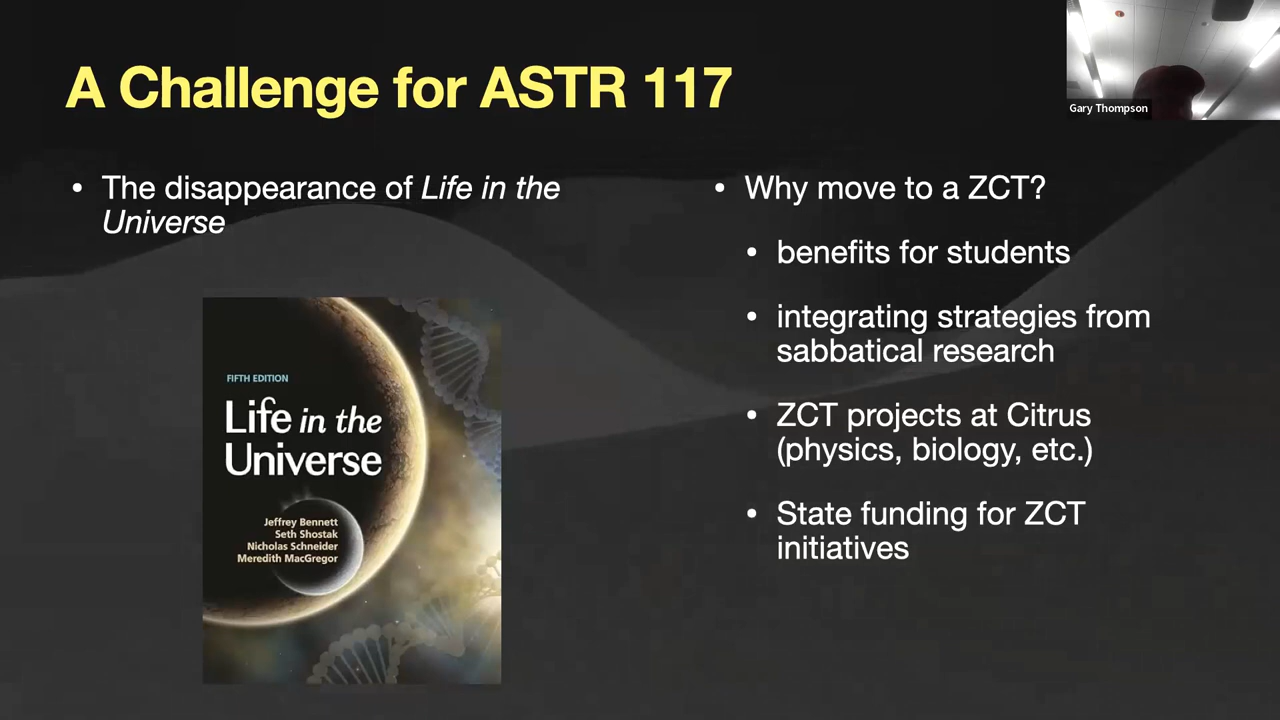 A Challenge for ASTR 117
Gary Thompson
• The disappearance of Life in the
Universe
FIFTH EDITION
Life in the
Universe
Jeffrey Bennett
Seth Shostak
Nicholas Schneider
Meredith MacGregor
• Why move to a ZCT?
• benefits for students
• integrating strategies from
sabbatical research
• ZCT projects at Citrus
(physics, biology, etc.)
• State funding for ZCT
initiatives